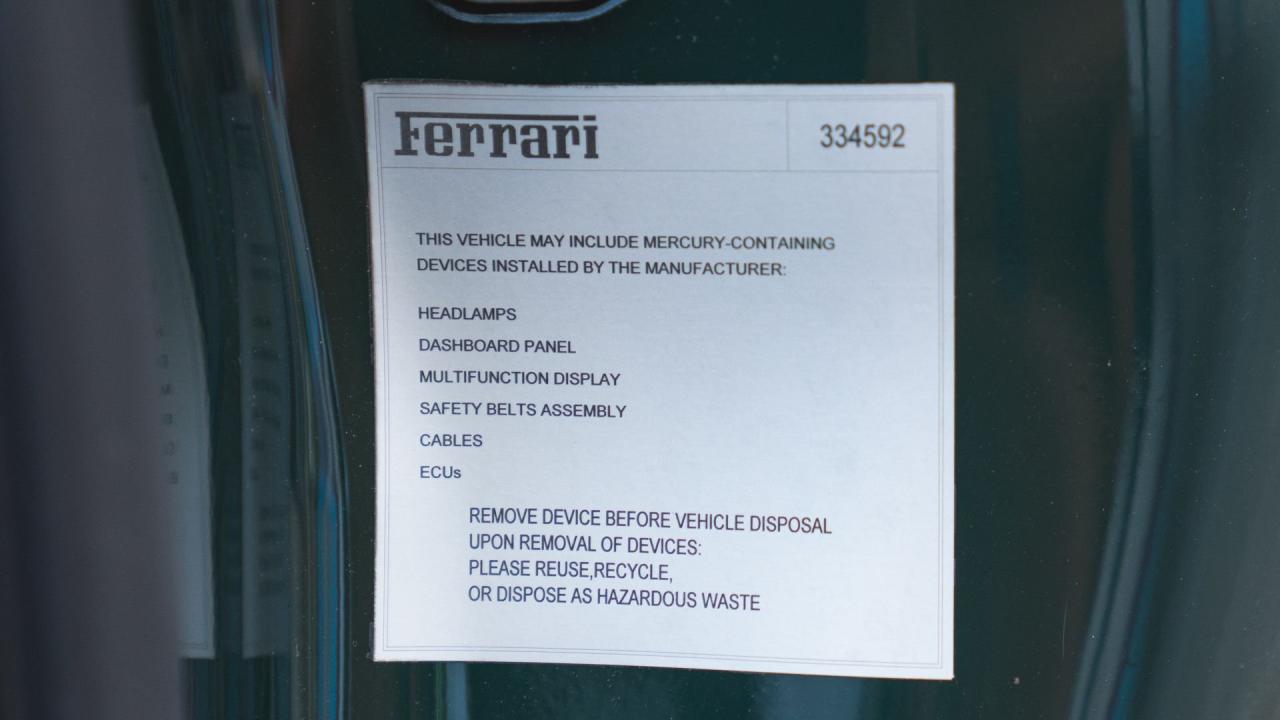 Ferrari
334592
THIS VEHICLE MAY INCLUDE MERCURY-CONTAINING
DEVICES INSTALLED BY THE MANUFACTURER:
HEADLAMPS
DASHBOARD PANEL
MULTIFUNCTION DISPLAY
SAFETY BELTS ASSEMBLY
CABLES
ECUs
REMOVE DEVICE BEFORE VEHICLE DISPOSAL
UPON REMOVAL OF DEVICES:
PLEASE REUSE,RECYCLE,
OR DISPOSE AS HAZARDOUS WASTE